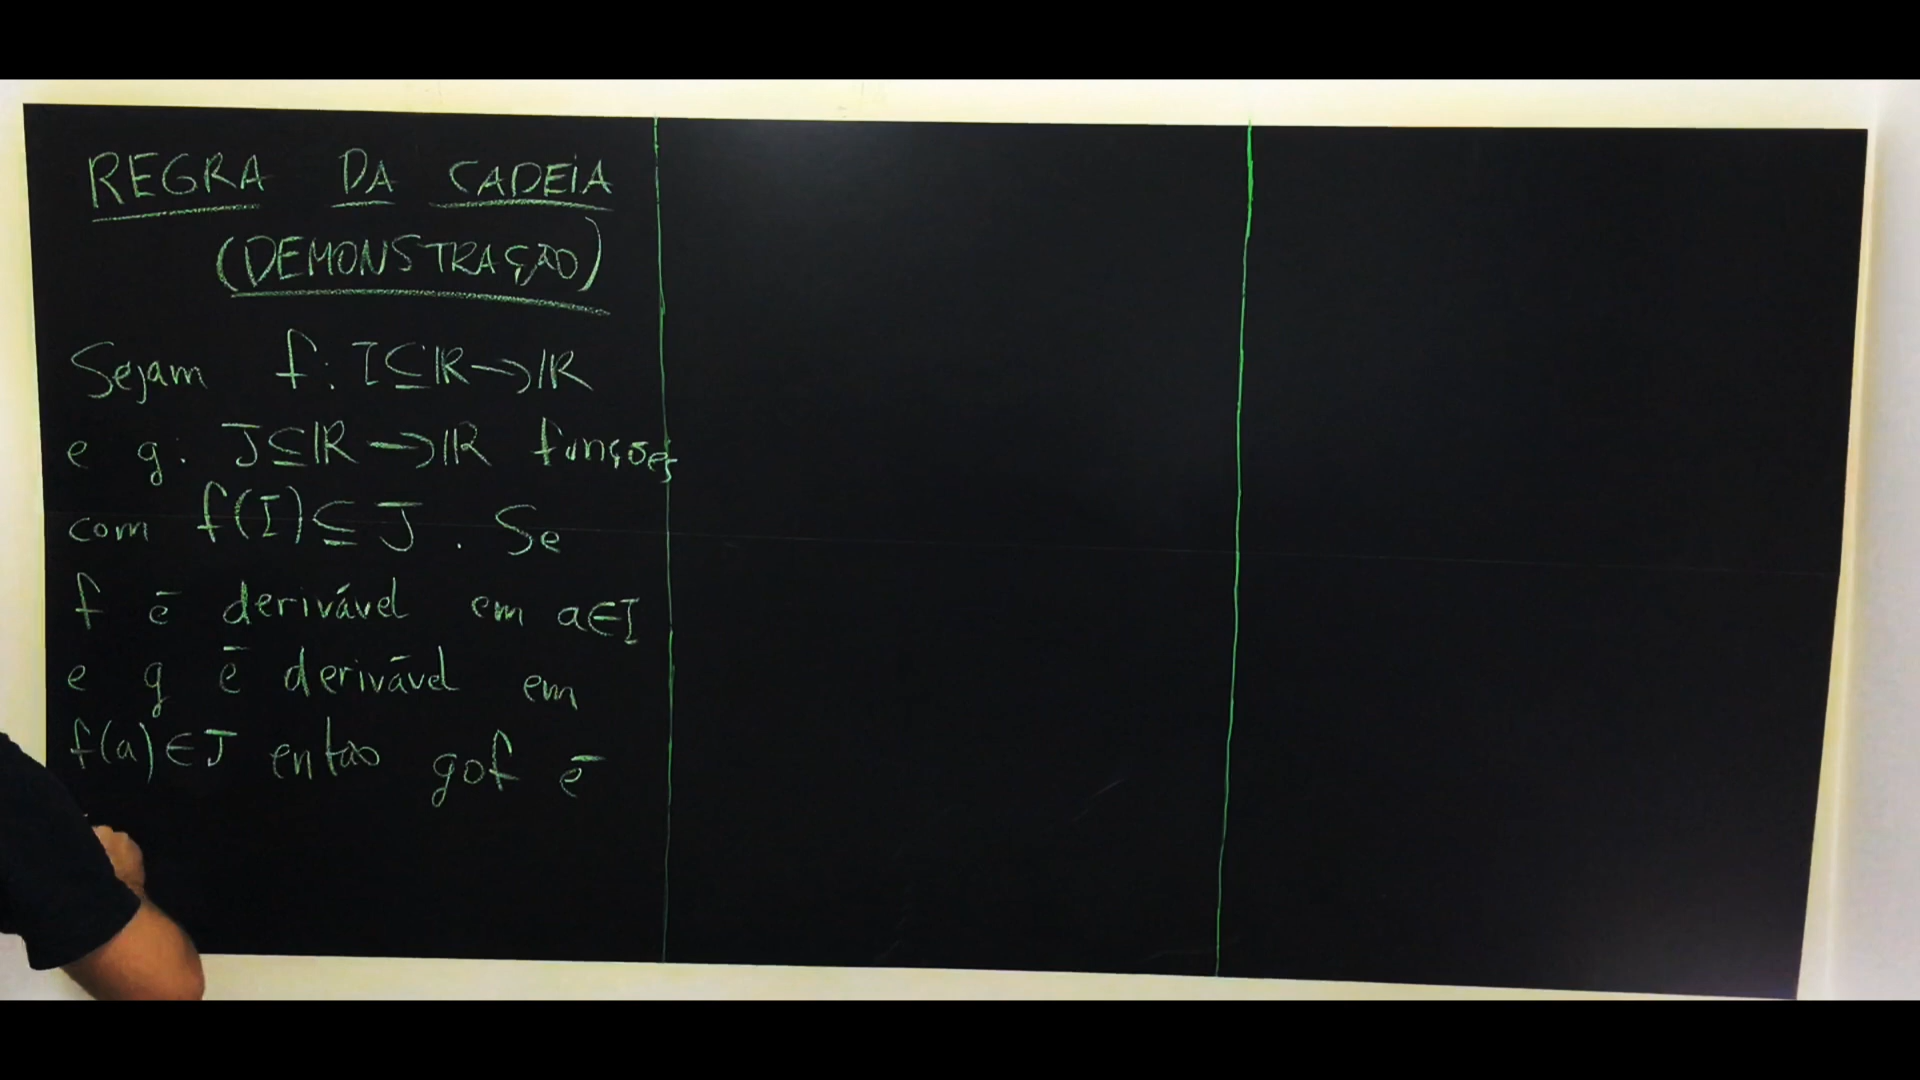 REGRA DA CADEIA
(DEMONSTRAÇÃO)
Sejam f: I⊆ℝ→ℝ
e g: J⊆ℝ→ℝ funções
com f(I)⊆J. Se
f é derivável em a∈I
e g é derivável em
f(a)∈J então gof é